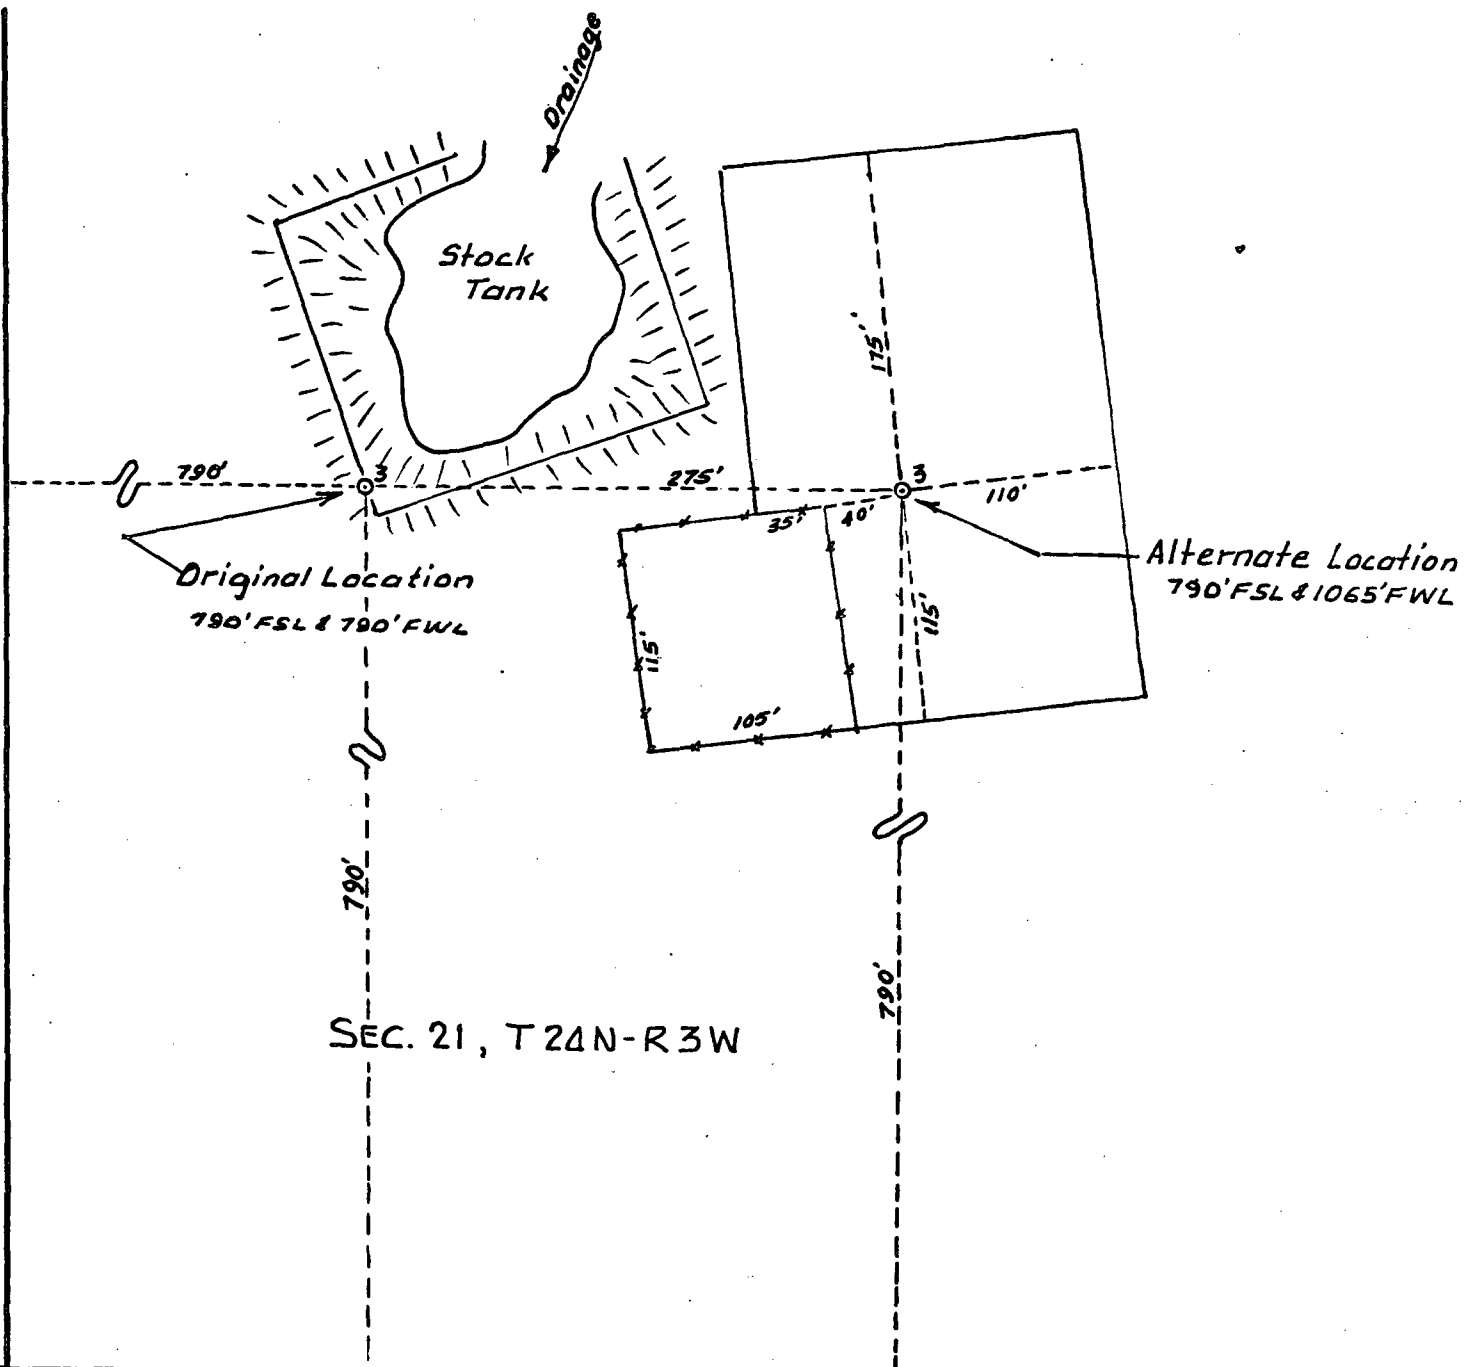 Drainage
Stock
Tank
175'
790'
3
275'
3
110'
35'
40'
Original Location
790' FSL & 790' FWL
Alternate Location
790' FSL & 1065' FWL
115'
115'
105'
790'
790'
SEC. 21, T24N-R3W